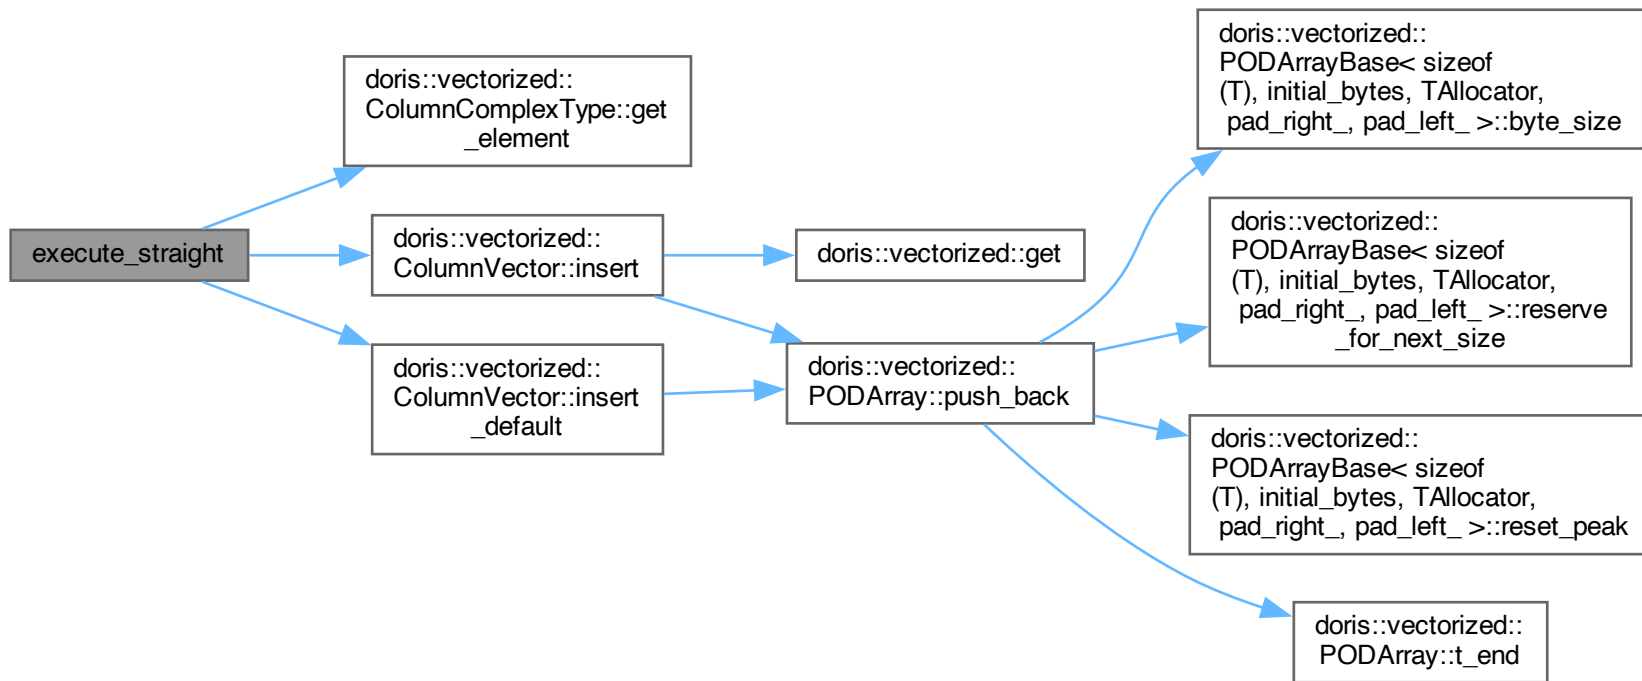 execute_straight
doris::vectorized::
ColumnComplexType::get
_element
doris::vectorized::
ColumnVector::insert
doris::vectorized::
ColumnVector::insert
_default
doris::vectorized::get
doris::vectorized::
PODArray::push_back
doris::vectorized::
PODArrayBase< sizeof
(T), initial_bytes, TAllocator,
pad_right_, pad_left_ >::byte_size
doris::vectorized::
PODArrayBase< sizeof
(T), initial_bytes, TAllocator,
pad_right_, pad_left_ >::reserve
_for_next_size
doris::vectorized::
PODArrayBase< sizeof
(T), initial_bytes, TAllocator,
pad_right_, pad_left_ >::reset_peak
doris::vectorized::
PODArray::t_end